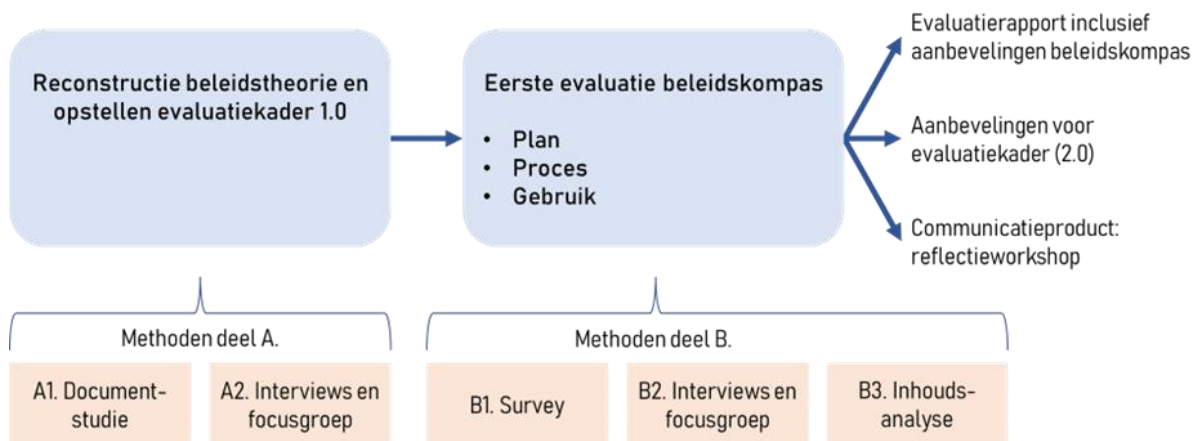 Reconstructie beleidstheorie en
opstellen evaluatiekader 1.0
Eerste evaluatie beleidskompas
• Plan
• Proces
• Gebruik
Evaluatierapport inclusief
aanbevelingen beleidskompas
Aanbevelingen voor
evaluatiekader (2.0)
Communicatieproduct:
reflectieworkshop
Methoden deel A.
Methoden deel B.
A1. Document-
studie
A2. Interviews en
focusgroep
B1. Survey
B2. Interviews en
focusgroep
B3. Inhouds-
analyse